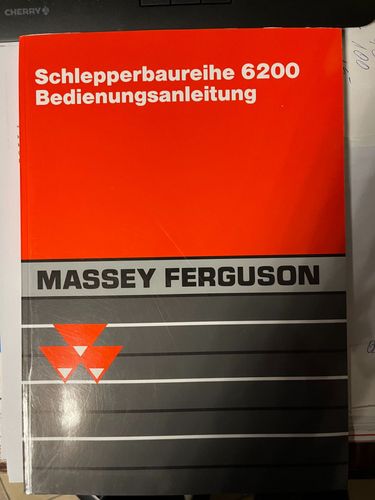 CHERRY
Schlepperbaureihe 6200
Bedienungsanleitung
MASSEY FERGUSON